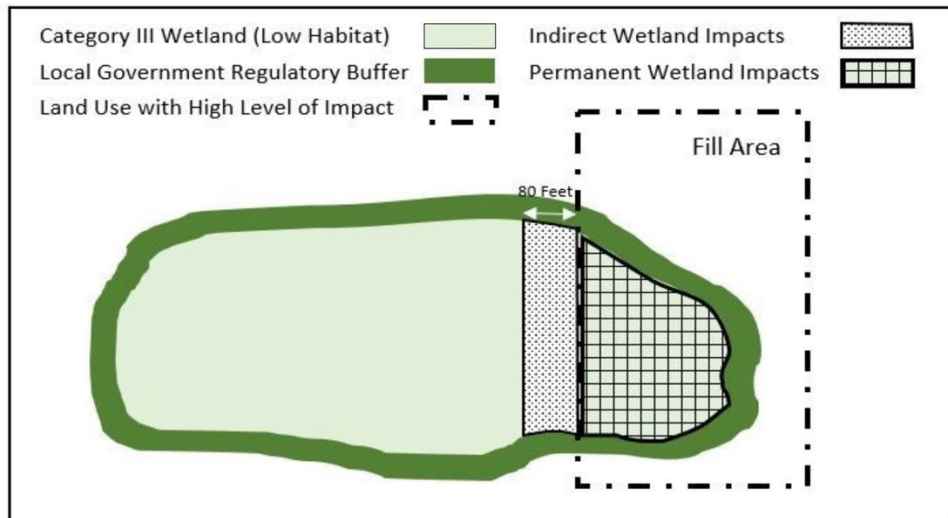 Category III Wetland (Low Habitat)
Indirect Wetland Impacts
Local Government Regulatory Buffer
Permanent Wetland Impacts
Land Use with High Level of Impact
Fill Area
80 Feet